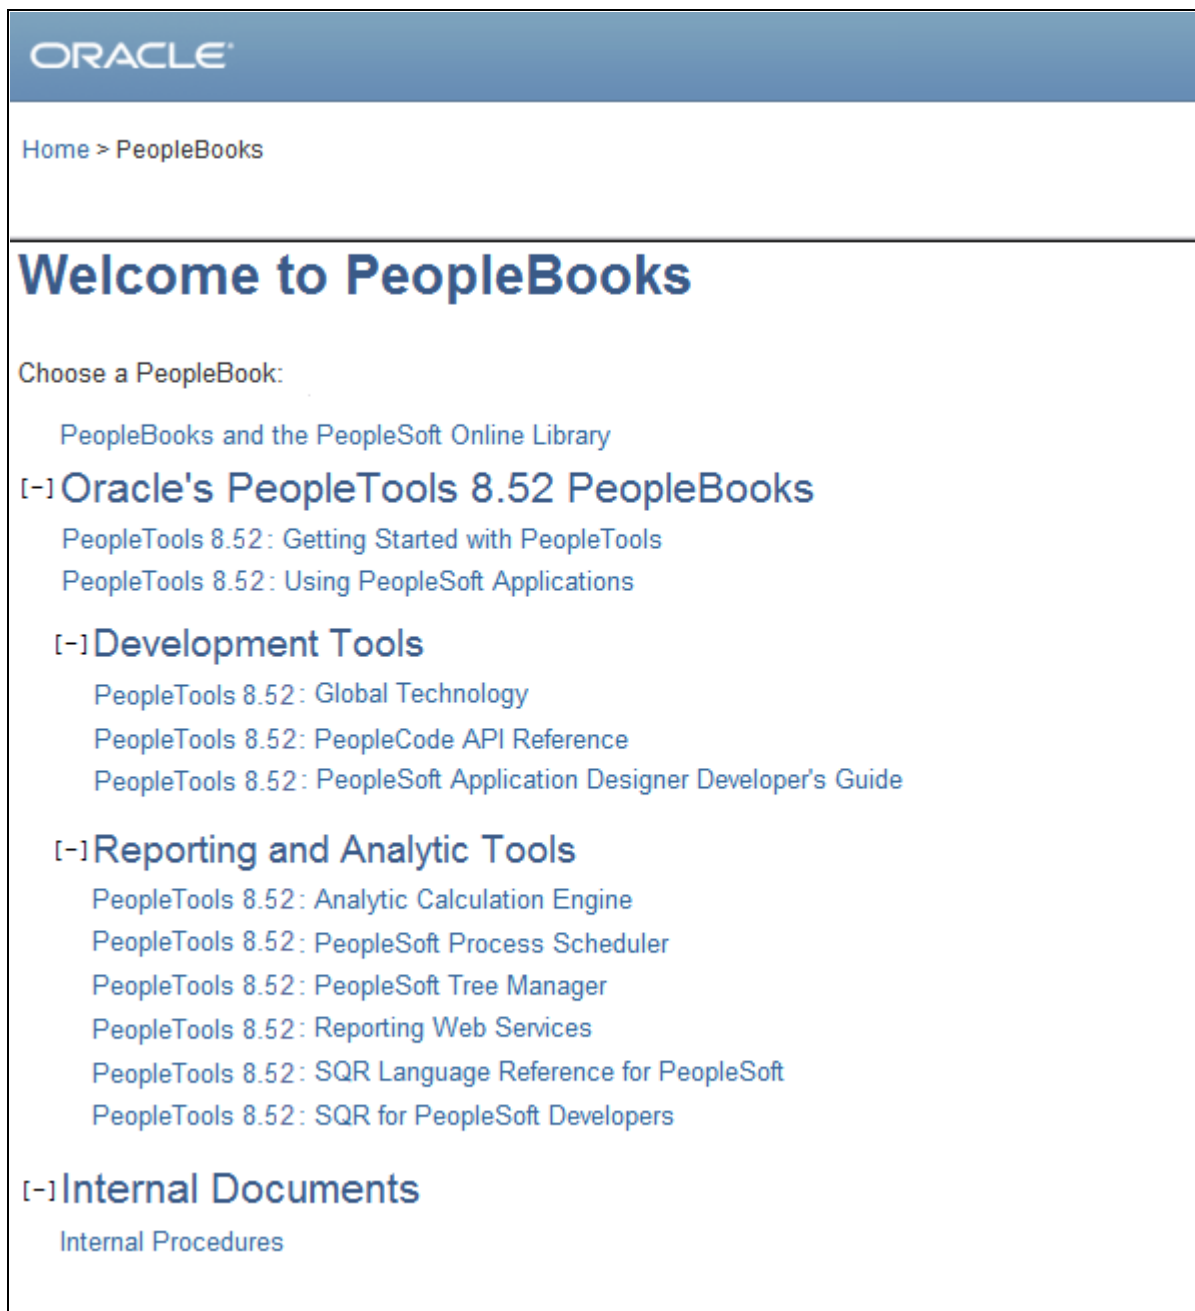 ORACLE
Home > PeopleBooks
Welcome to PeopleBooks
Choose a PeopleBook:
PeopleBooks and the PeopleSoft Online Library
[-] Oracle's PeopleTools 8.52 PeopleBooks
PeopleTools 8.52: Getting Started with PeopleTools
PeopleTools 8.52: Using PeopleSoft Applications
[-] Development Tools
PeopleTools 8.52: Global Technology
PeopleTools 8.52: PeopleCode API Reference
PeopleTools 8.52: PeopleSoft Application Designer Developer's Guide
[-] Reporting and Analytic Tools
PeopleTools 8.52: Analytic Calculation Engine
PeopleTools 8.52: PeopleSoft Process Scheduler
PeopleTools 8.52: PeopleSoft Tree Manager
PeopleTools 8.52: Reporting Web Services
PeopleTools 8.52: SQR Language Reference for PeopleSoft
PeopleTools 8.52: SQR for PeopleSoft Developers
[-] Internal Documents
Internal Procedures